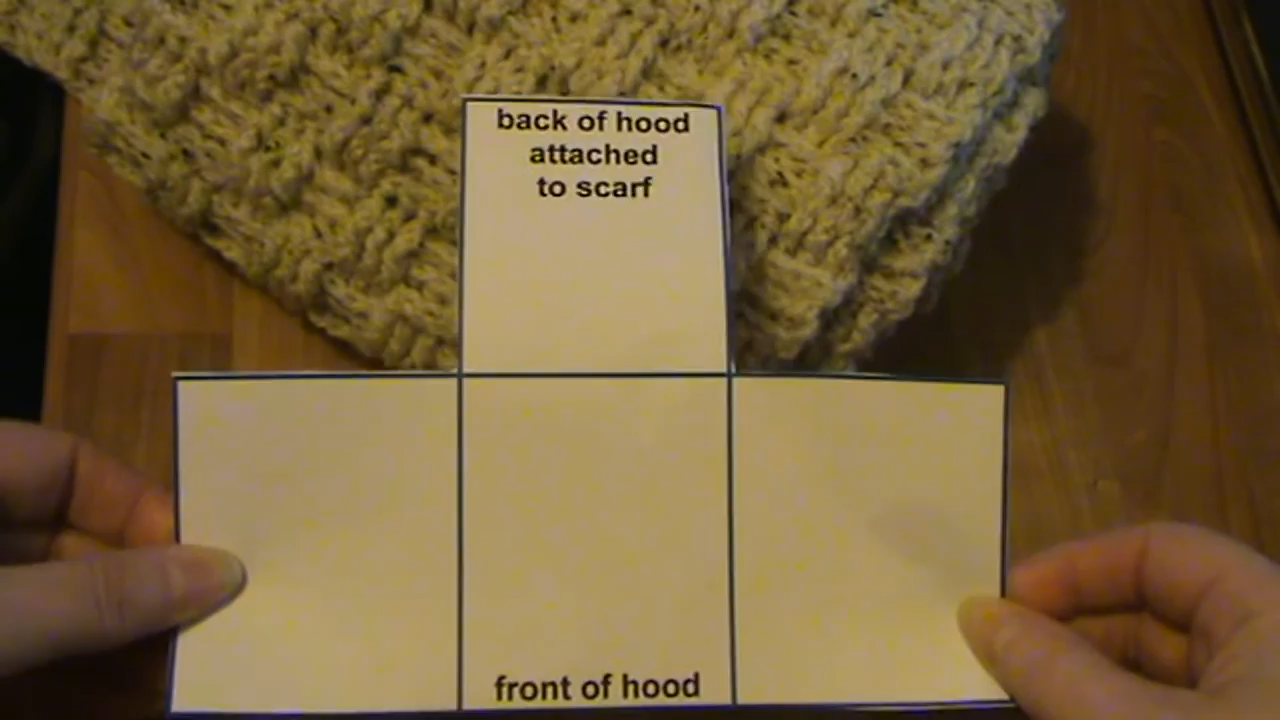 back of hood
attached
to scarf
front of hood